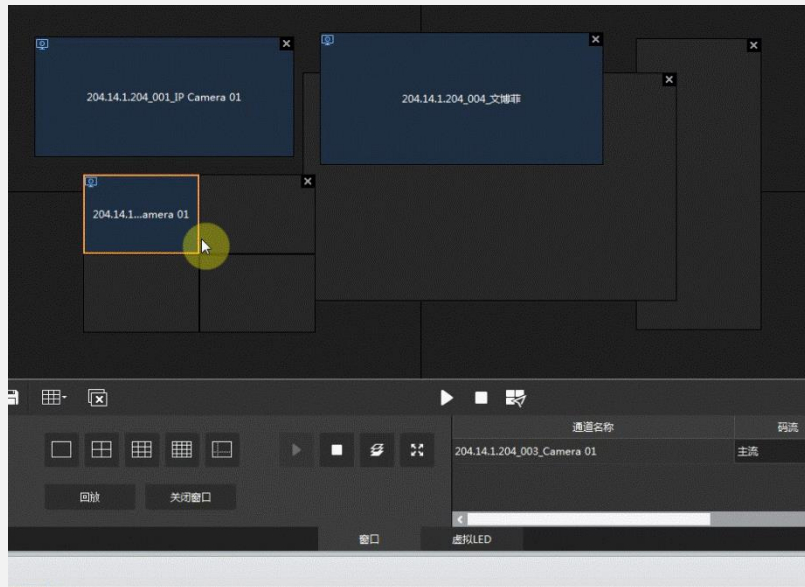 204.14.1.204_001_IP Camera 01
204.14.1.204_004_文博菲
204.14.1...amera 01
通道名称
码流
204.14.1.204_003_Camera 01
主流
回放
关闭窗口
窗口
虚拟LED